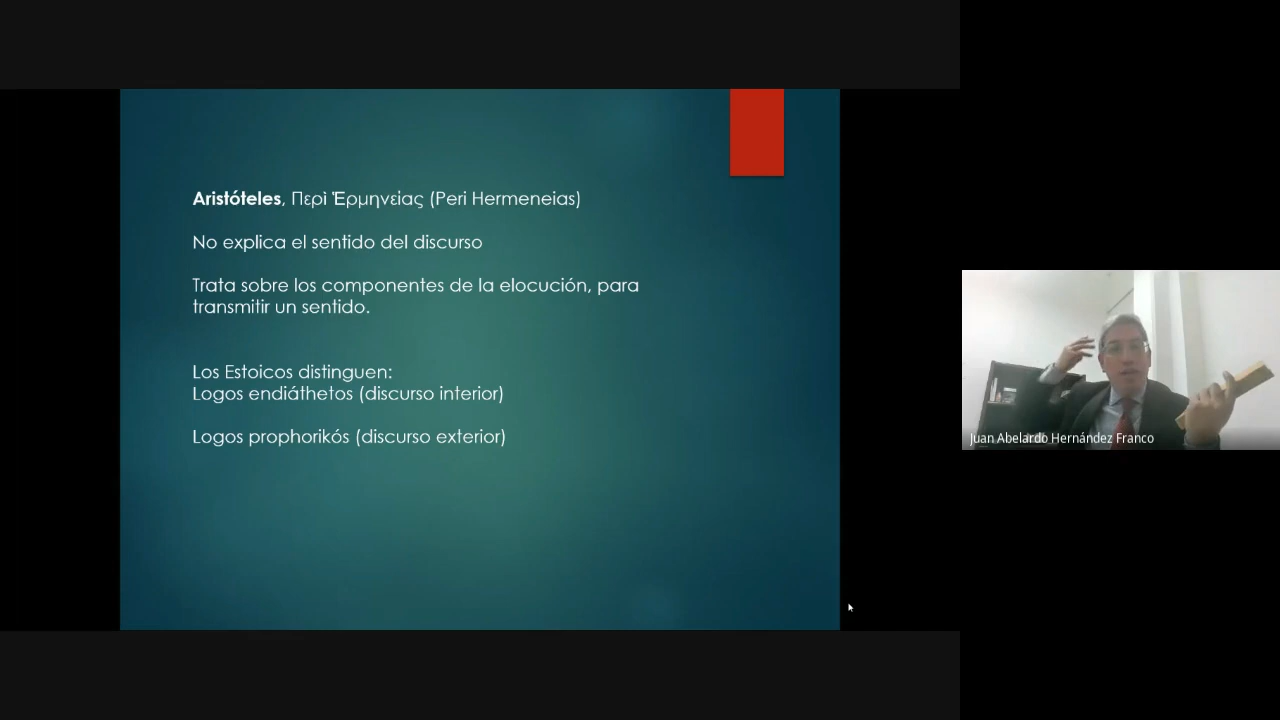 Aristóteles, Περὶ Ἑρμηνείας (Peri Hermeneias)
No explica el sentido del discurso
Trata sobre los componentes de la elocución, para
transmitir un sentido.
Los Estoicos distinguen:
Logos endiáthetos (discurso interior)
Logos prophorikós (discurso exterior)
Juan Abelardo Hernández Franco